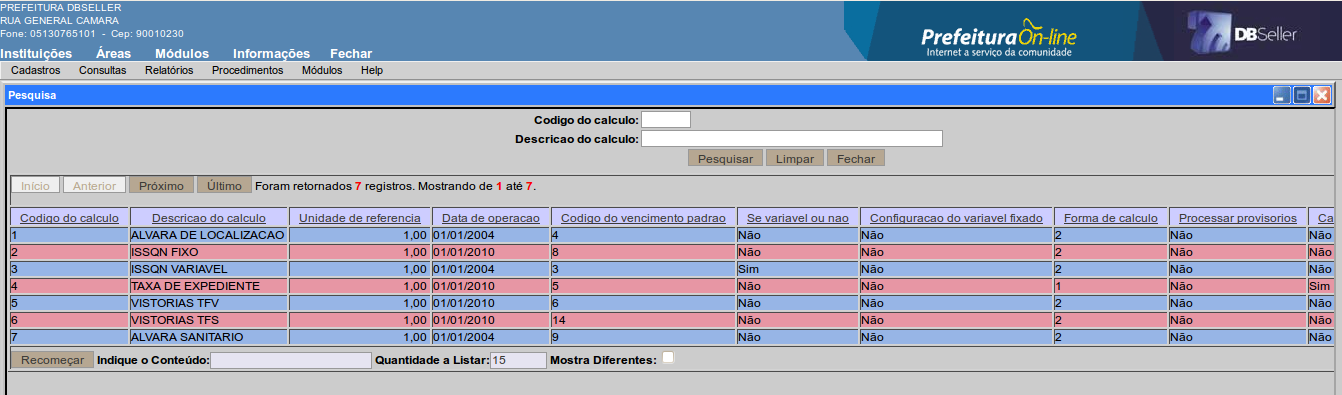 PREFEITURA DBSELLER
RUA GENERAL CAMARA
Fone: 05130765101 - Cep: 90010230
Prefeitura On-line
Internet a serviço da comunidade
DBSeller
Instituições Áreas Módulos Informações Fechar
Cadastros Consultas Relatórios Procedimentos Módulos Help
Pesquisa
Codigo do calculo:
Descricao do calculo:
Pesquisar Limpar Fechar
Início Anterior Próximo Último Foram retornados 7 registros. Mostrando de 1 até 7.
Codigo do calculo Descricao do calculo Unidade de referencia Data de operacao Codigo do vencimento padrao Se variavel ou nao Configuracao do variavel fixado Forma de calculo Processar provisorios Ca
1 ALVARA DE LOCALIZACAO 1,00 01/01/2004 4 Não Não 2 Não Não
2 ISSQN FIXO 1,00 01/01/2010 8 Não Não 2 Não Não
3 ISSQN VARIAVEL 1,00 01/01/2004 3 Sim Não 2 Não Não
4 TAXA DE EXPEDIENTE 1,00 01/01/2010 5 Não Não 1 Não Sim
5 VISTORIAS TFV 1,00 01/01/2010 6 Não Não 2 Não Não
6 VISTORIAS TFS 1,00 01/01/2010 14 Não Não 2 Não Não
7 ALVARA SANITARIO 1,00 01/01/2004 9 Não Não 2 Não Não
Recomeçar Indique o Conteúdo: Quantidade a Listar: 15 Mostra Diferentes: